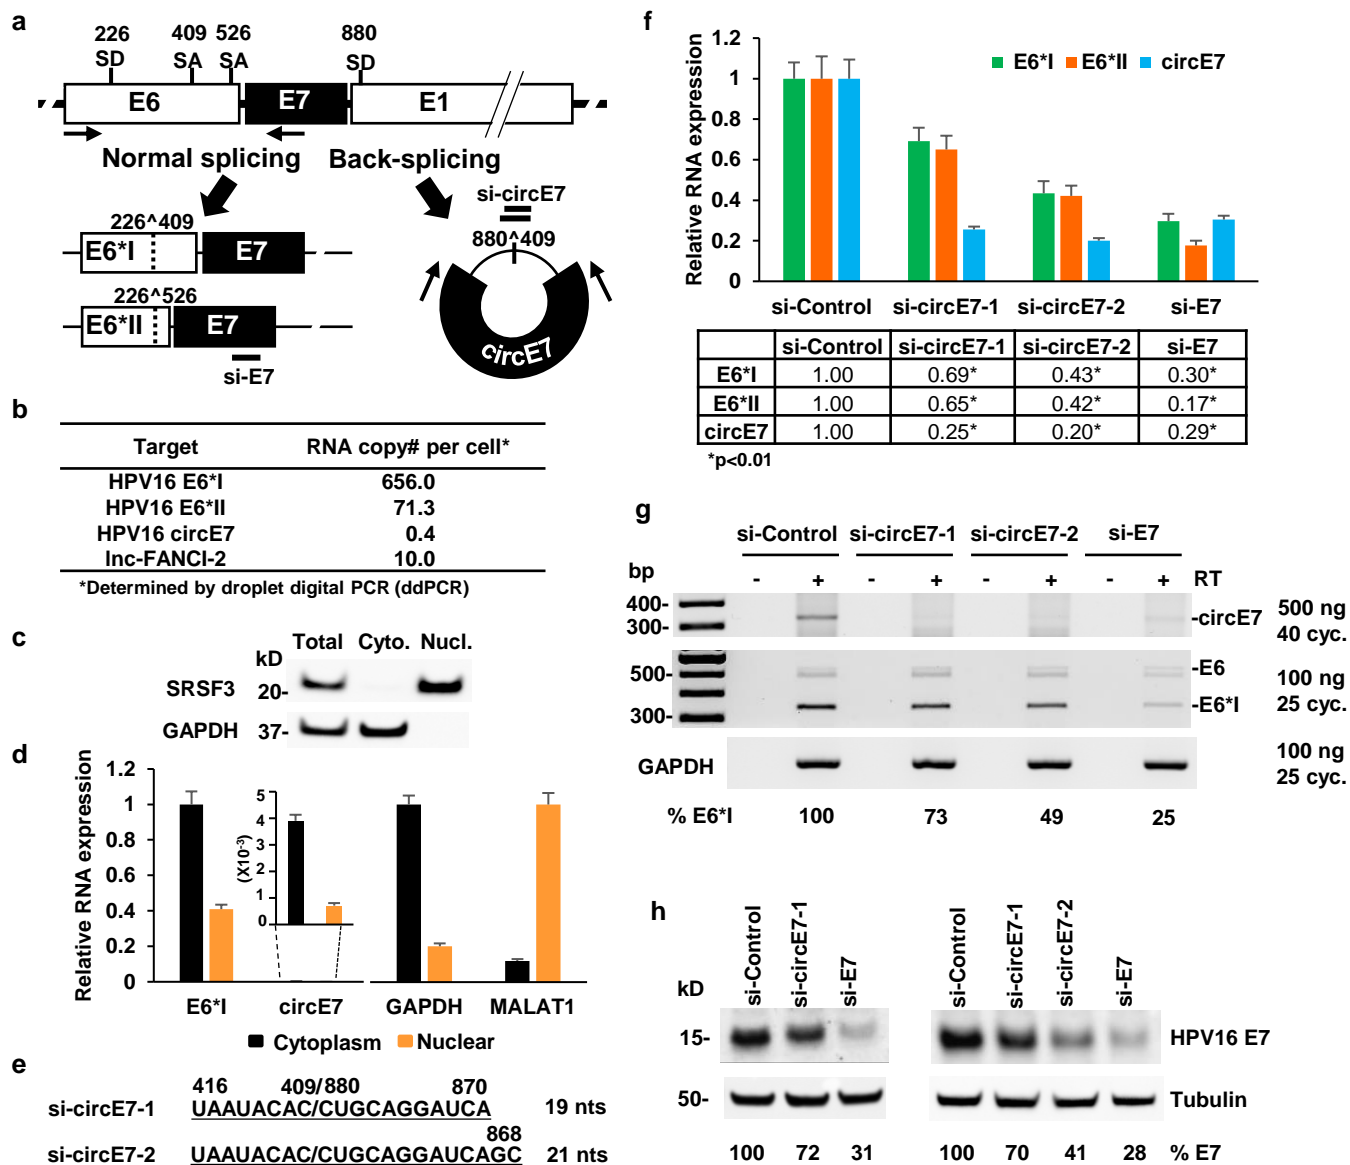 a
226 409 526 880
SD SA SA SD
E6 E7 E1
Normal splicing Back-splicing
si-circE7
226^409
880^409
E6*I E7
226^526
E6*II E7
circE7
si-E7
b
Target RNA copy# per cell*
HPV16 E6*I 656.0
HPV16 E6*II 71.3
HPV16 circE7 0.4
lnc-FANCI-2 10.0
*Determined by droplet digital PCR (ddPCR)
c
Total Cyto. Nucl.
kD
SRSF3 20-
GAPDH 37-
d
Relative RNA expression
1.2
1
0.8
0.6
0.4
0.2
0
(X10-3)
5
4
3
2
1
0
E6*I circE7 GAPDH MALAT1
Cytoplasm Nuclear
e
416 409/880 870
si-circE7-1 UAAUACAC/CUGCAGGAUCA 19 nts
868
si-circE7-2 UAAUACAC/CUGCAGGAUCAGC 21 nts
f
Relative RNA expression
1.2
1
0.8
0.6
0.4
0.2
0
E6*I E6*II circE7
si-Control si-circE7-1 si-circE7-2 si-E7
si-Control si-circE7-1 si-circE7-2 si-E7
E6*I 1.00 0.69* 0.43* 0.30*
E6*II 1.00 0.65* 0.42* 0.17*
circE7 1.00 0.25* 0.20* 0.29*
*p<0.01
g
si-Control si-circE7-1 si-circE7-2 si-E7
bp
- + - + - + - + RT
400-
300-
-circE7
500 ng
40 cyc.
500-
300-
-E6
-E6*I
100 ng
25 cyc.
GAPDH
100 ng
25 cyc.
% E6*I 100 73 49 25
h
si-Control si-circE7-1 si-E7 si-Control si-circE7-1 si-circE7-2 si-E7
kD
15- HPV16 E7
50- Tubulin
100 72 31 100 70 41 28 % E7